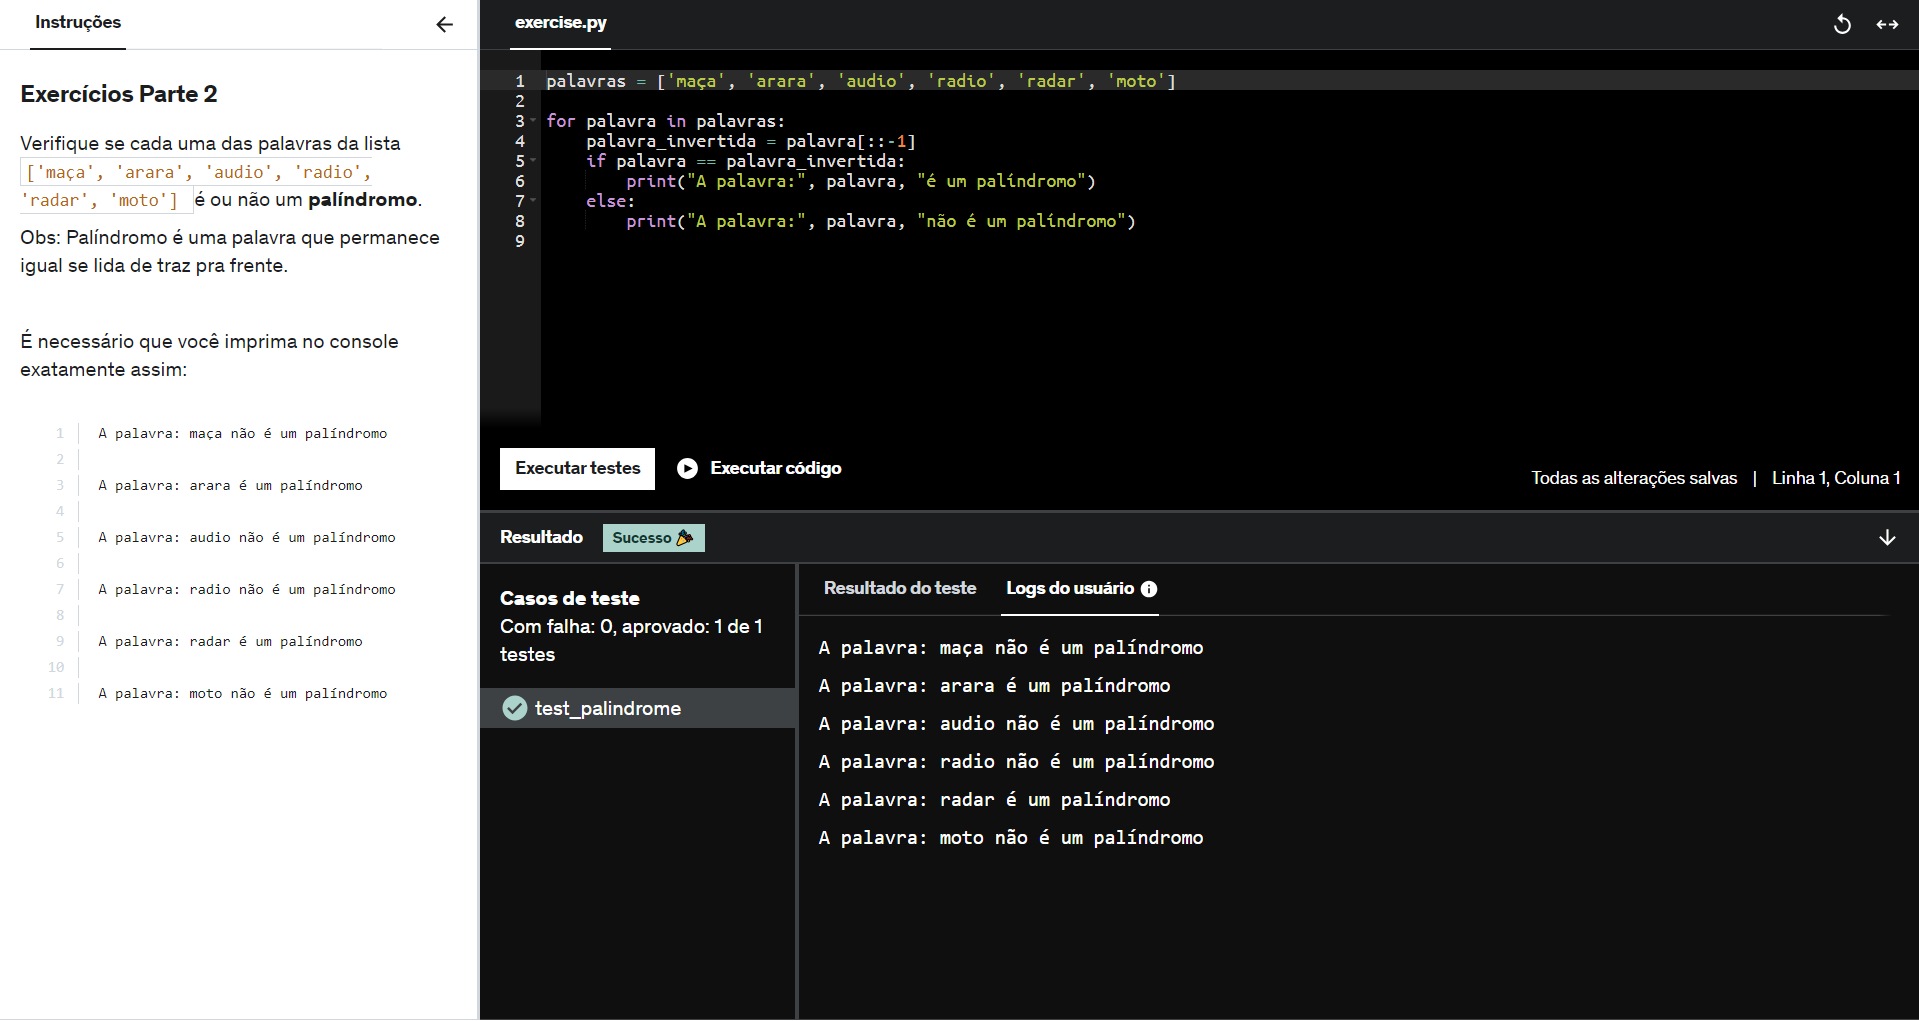 Instruções
Exercícios Parte 2
Verifique se cada uma das palavras da lista
['maça', 'arara', 'audio', 'radio',
'radar', 'moto'] é ou não um palíndromo.
Obs: Palíndromo é uma palavra que permanece
igual se lida de traz pra frente.
É necessário que você imprima no console
exatamente assim:
1 A palavra: maça não é um palíndromo
2
3 A palavra: arara é um palíndromo
4
5 A palavra: audio não é um palíndromo
6
7 A palavra: radio não é um palíndromo
8
9 A palavra: radar é um palíndromo
10
11 A palavra: moto não é um palíndromo
exercise.py
1 palavras = ['maça', 'arara', 'audio', 'radio', 'radar', 'moto']
2
3 for palavra in palavras:
4     palavra_invertida = palavra[::-1]
5     if palavra == palavra_invertida:
6         print("A palavra:", palavra, "é um palíndromo")
7     else:
8         print("A palavra:", palavra, "não é um palíndromo")
9
Executar testes Executar código
Todas as alterações salvas | Linha 1, Coluna 1
Resultado Sucesso
Casos de teste
Com falha: 0, aprovado: 1 de 1
testes
test_palindrome
Resultado do teste Logs do usuário
A palavra: maça não é um palíndromo
A palavra: arara é um palíndromo
A palavra: audio não é um palíndromo
A palavra: radio não é um palíndromo
A palavra: radar é um palíndromo
A palavra: moto não é um palíndromo